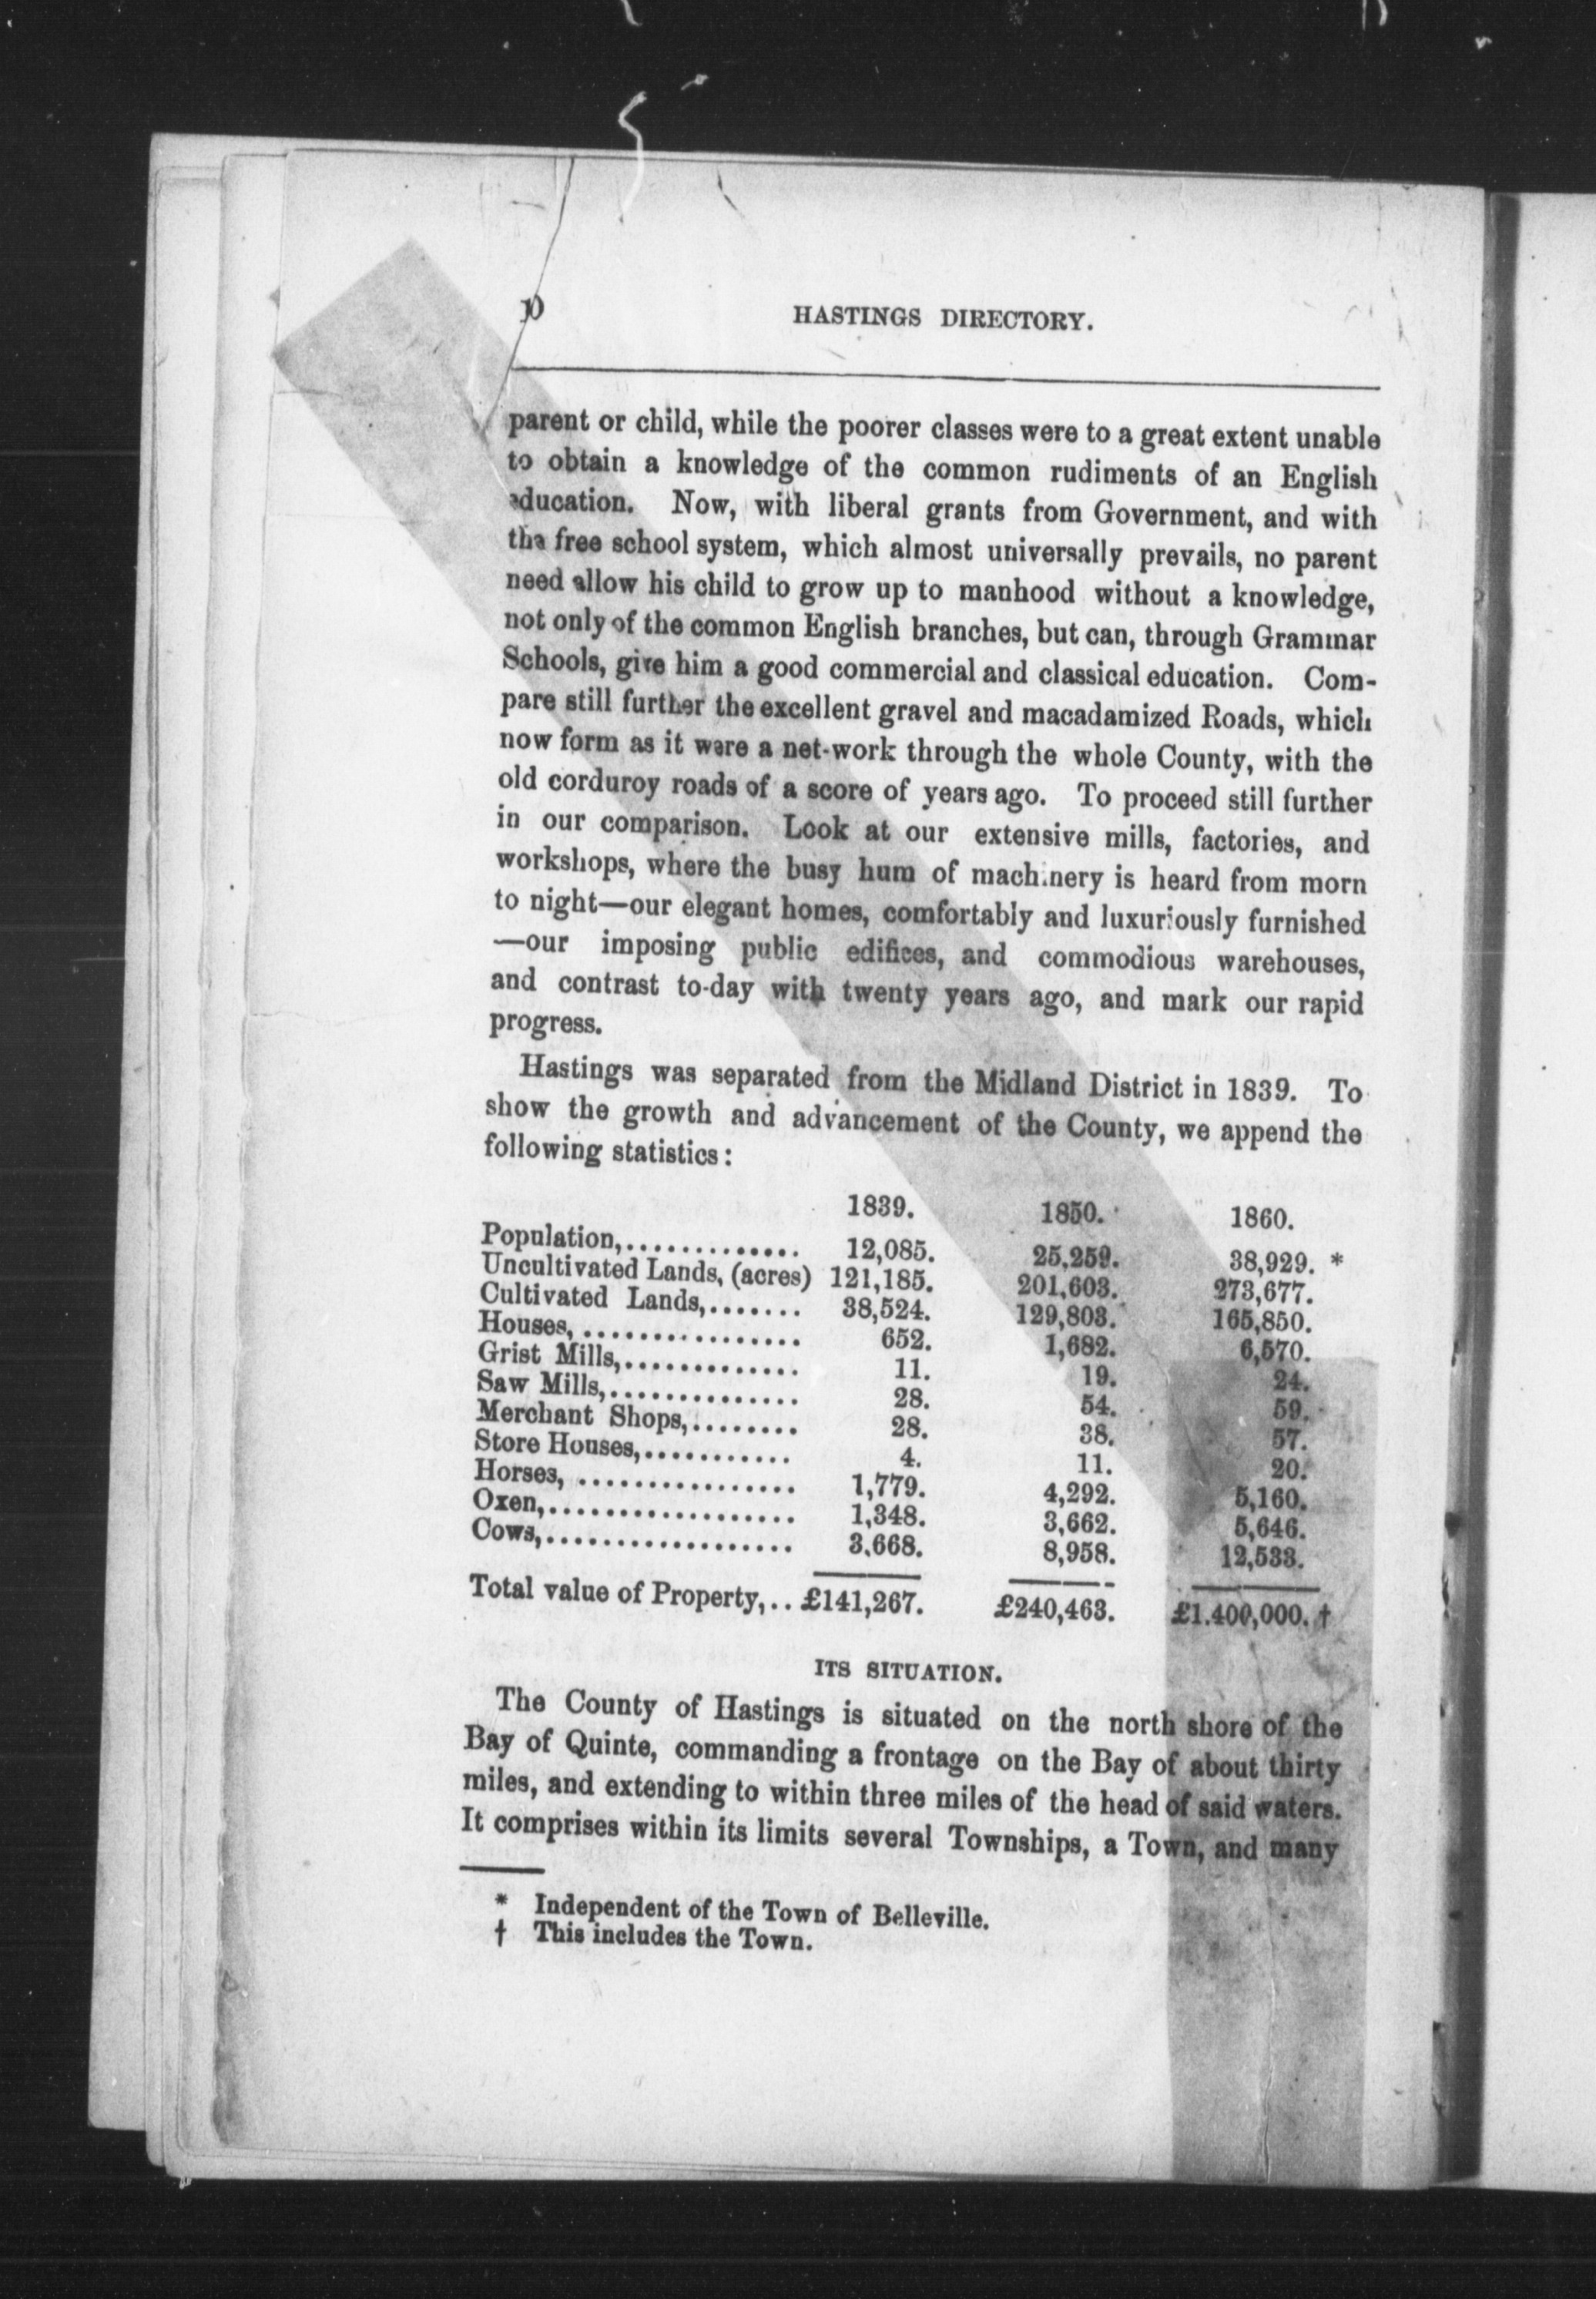 10 HASTINGS DIRECTORY.
parent or child, while the poorer classes were to a great extent unable
to obtain a knowledge of the common rudiments of an English
education. Now, with liberal grants from Government, and with
the free school system, which almost universally prevails, no parent
need allow his child to grow up to manhood without a knowledge,
not only of the common English branches, but can, through Grammar
Schools, give him a good commercial and classical education. Com-
pare still further the excellent gravel and macadamized Roads, which
now form as it were a net-work through the whole County, with the
old corduroy roads of a score of years ago. To proceed still further
in our comparison. Look at our extensive mills, factories, and
workshops, where the busy hum of machinery is heard from morn
to night—our elegant homes, comfortably and luxuriously furnished
—our imposing public edifices, and commodious warehouses,
and contrast to-day with twenty years ago, and mark our rapid
progress.
Hastings was separated from the Midland District in 1839. To
show the growth and advancement of the County, we append the
following statistics:
1839. 1850. 1860.
Population,.............. 12,085. 25,259. 38,929. *
Uncultivated Lands, (acres) 121,185. 201,603. 273,677.
Cultivated Lands,....... 38,524. 129,803. 165,850.
Houses, ................ 652. 1,682. 6,570.
Grist Mills,............. 11. 19. 24.
Saw Mills,.............. 28. 54. 59.
Merchant Shops,........ 28. 38. 57.
Store Houses,........... 4. 11. 20.
Horses, ................ 1,779. 4,292. 5,160.
Oxen,.................. 1,348. 3,662. 5,646.
Cows,.................. 3,668. 8,958. 12,533.
Total value of Property,.. £141,267. £240,463. £1.400,000. †
ITS SITUATION.
The County of Hastings is situated on the north shore of the
Bay of Quinte, commanding a frontage on the Bay of about thirty
miles, and extending to within three miles of the head of said waters.
It comprises within its limits several Townships, a Town, and many
* Independent of the Town of Belleville.
† This includes the Town.